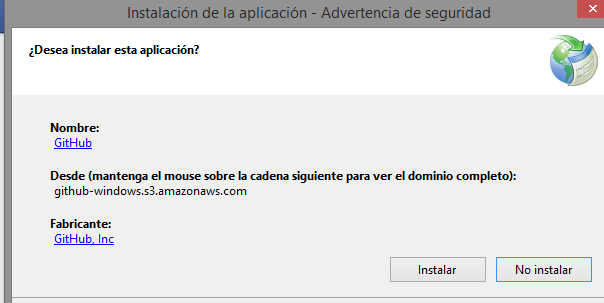 Instalación de la aplicación - Advertencia de seguridad
¿Desea instalar esta aplicación?
Nombre:
GitHub
Desde (mantenga el mouse sobre la cadena siguiente para ver el dominio completo):
github-windows.s3.amazonaws.com
Fabricante:
GitHub, Inc
Instalar No instalar